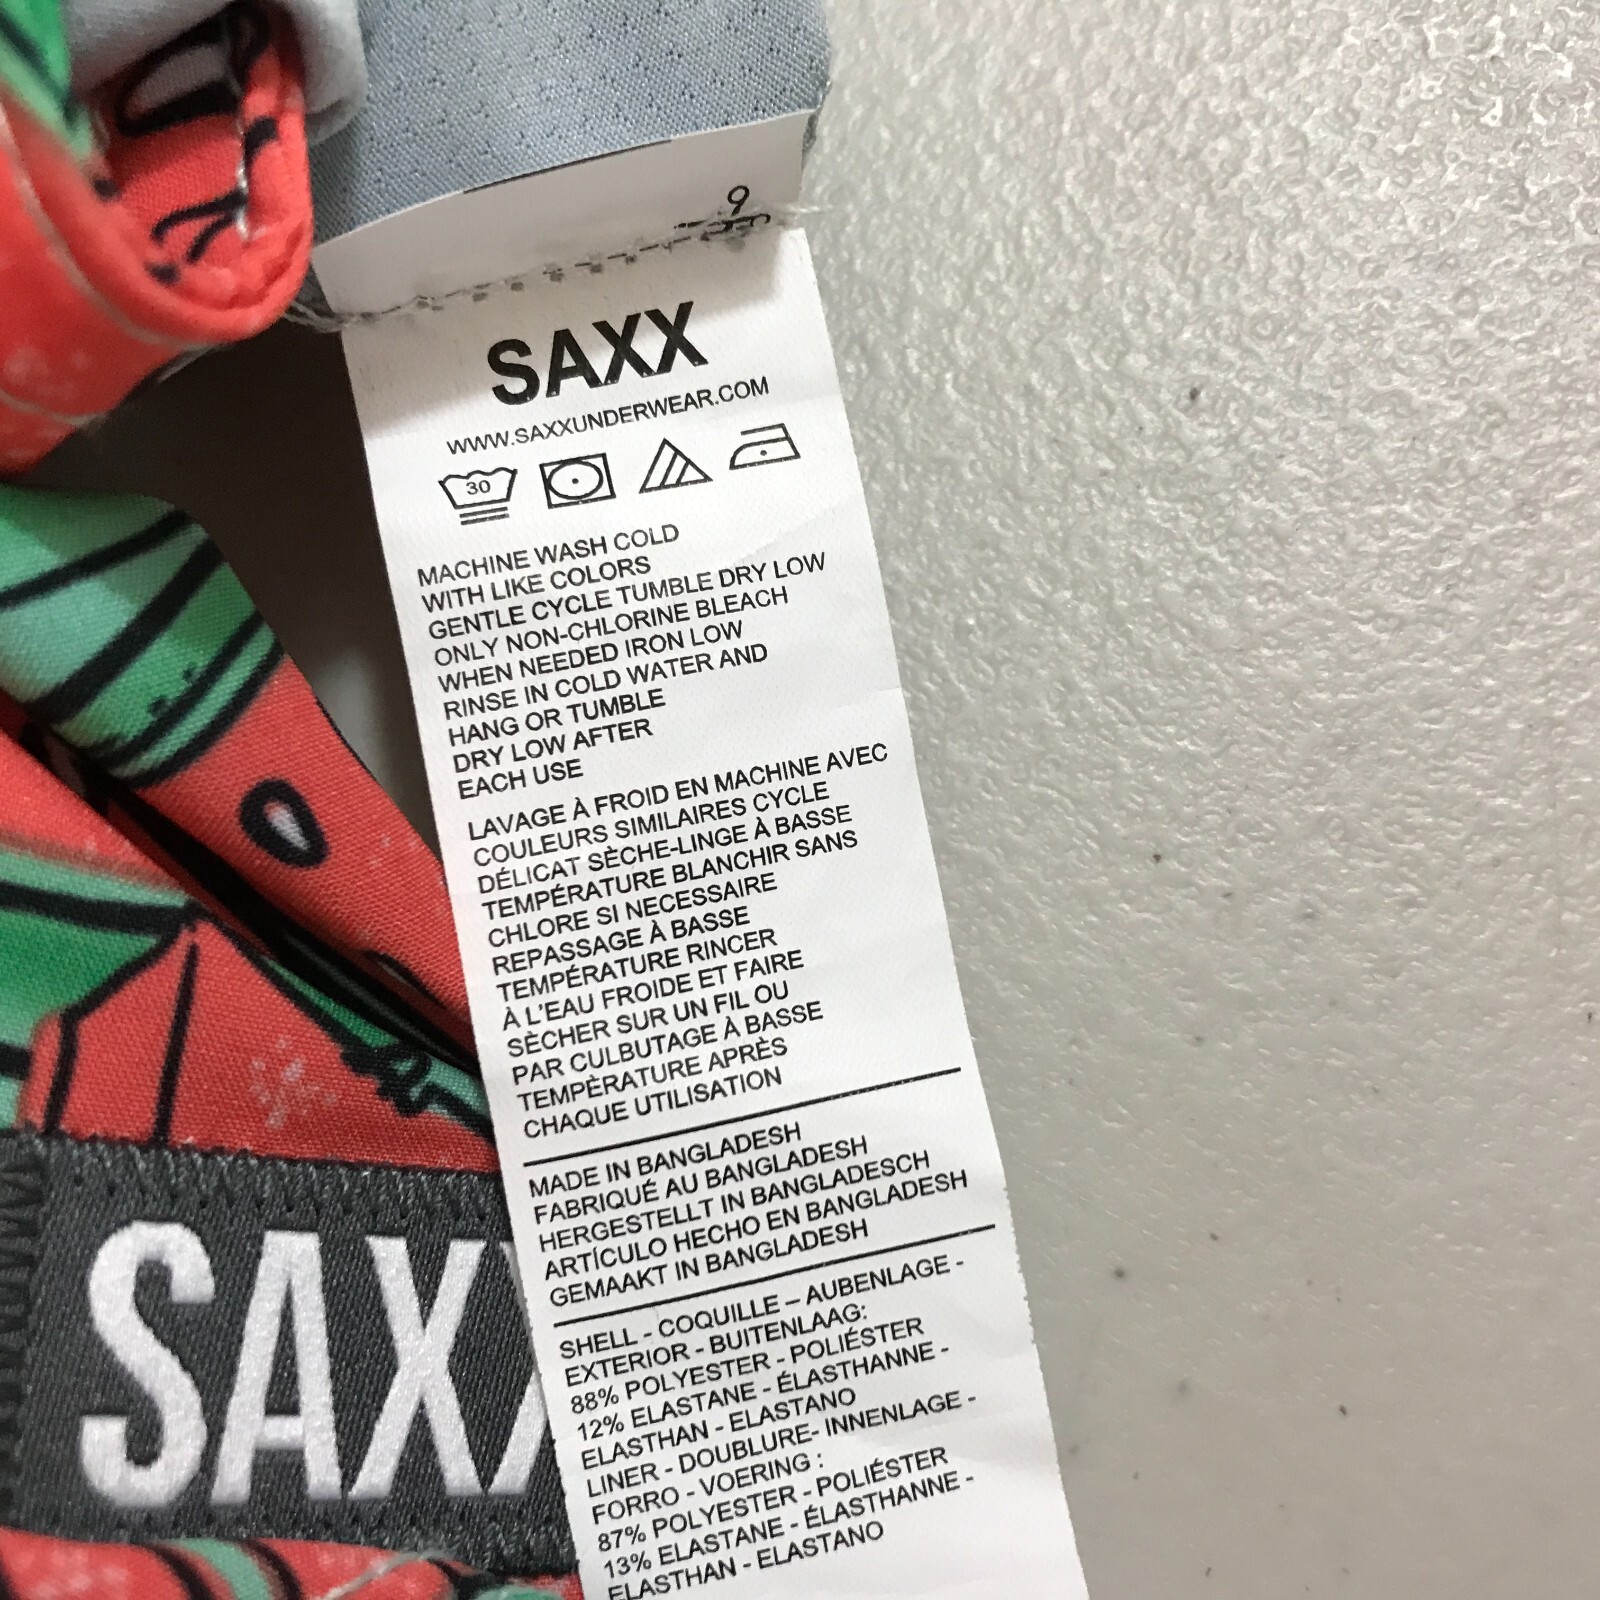 9
SAXX
WWW.SAXXUNDERWEAR.COM
30
MACHINE WASH COLD
WITH LIKE COLORS
GENTLE CYCLE TUMBLE DRY LOW
ONLY NON-CHLORINE BLEACH
WHEN NEEDED IRON LOW
RINSE IN COLD WATER AND
HANG OR TUMBLE
DRY LOW AFTER
EACH USE
LAVAGE À FROID EN MACHINE AVEC
COULEURS SIMILAIRES CYCLE
DÉLICAT SÈCHE-LINGE À BASSE
TEMPÉRATURE BLANCHIR SANS
CHLORE SI NECESSAIRE
REPASSAGE À BASSE
TEMPÉRATURE RINCER
À L'EAU FROIDE ET FAIRE
SÈCHER SUR UN FIL OU
PAR CULBUTAGE À BASSE
TEMPÈRATURE APRÈS
CHAQUE UTILISATION
MADE IN BANGLADESH
FABRIQUÉ AU BANGLADESH
HERGESTELLT IN BANGLADESCH
ARTÍCULO HECHO EN BANGLADESH
GEMAAKT IN BANGLADESH
SHELL - COQUILLE – AUBENLAGE -
EXTERIOR - BUITENLAAG:
88% POLYESTER - POLIÉSTER
12% ELASTANE - ÉLASTHANNE -
ELASTHAN - ELASTANO
LINER - DOUBLURE- INNENLAGE -
FORRO - VOERING :
87% POLYESTER - POLIÉSTER
13% ELASTANE - ÉLASTHANNE -
ELASTHAN - ELASTANO
SAXX